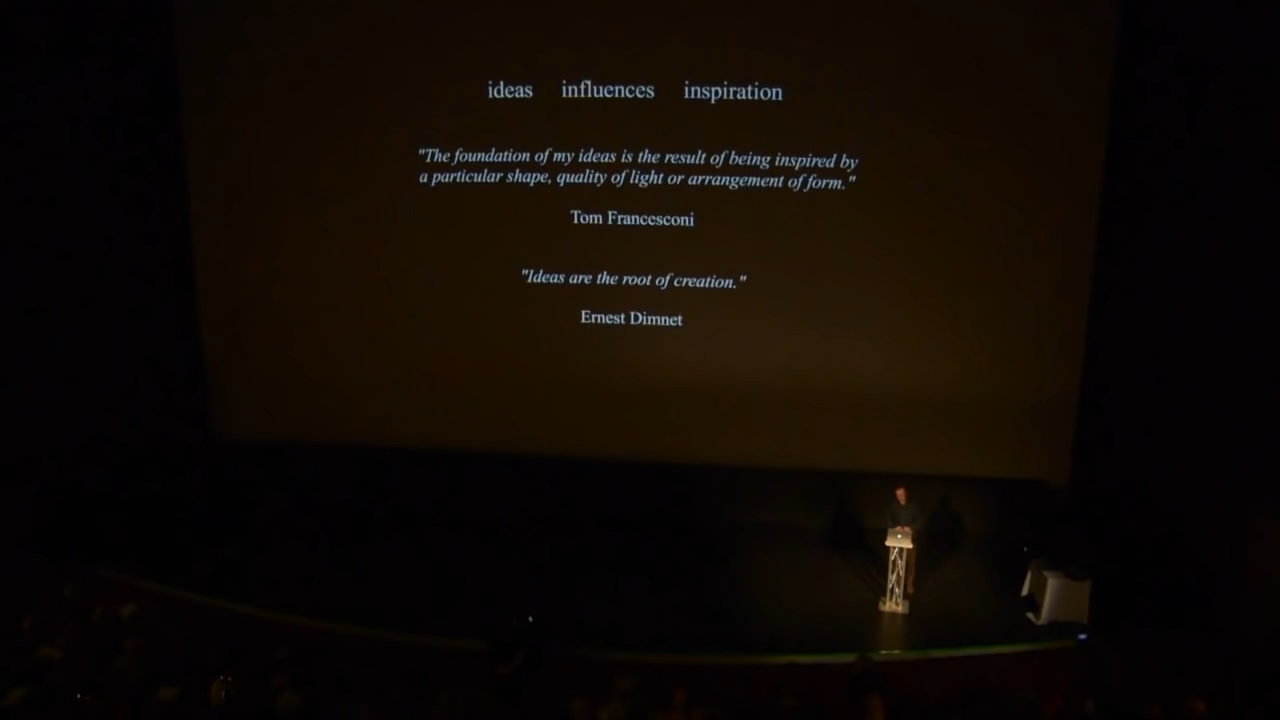 ideas influences inspiration
"The foundation of my ideas is the result of being inspired by
a particular shape, quality of light or arrangement of form."
Tom Francesconi
"Ideas are the root of creation."
Ernest Dimnet